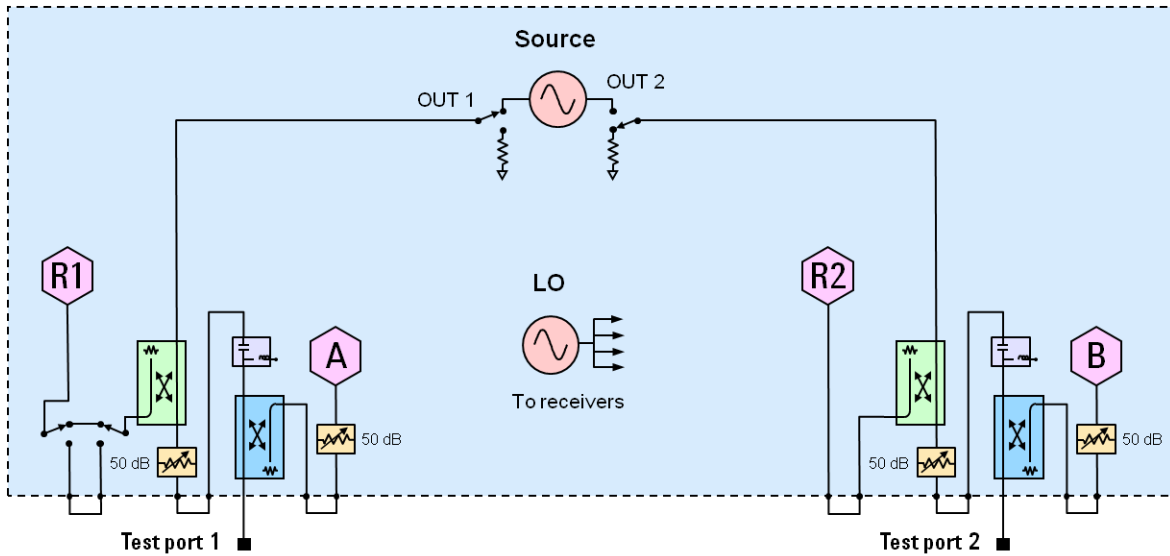 Source
OUT 1
OUT 2
R1
R2
LO
A
B
To receivers
50 dB
50 dB
50 dB
50 dB
Test port 1
Test port 2